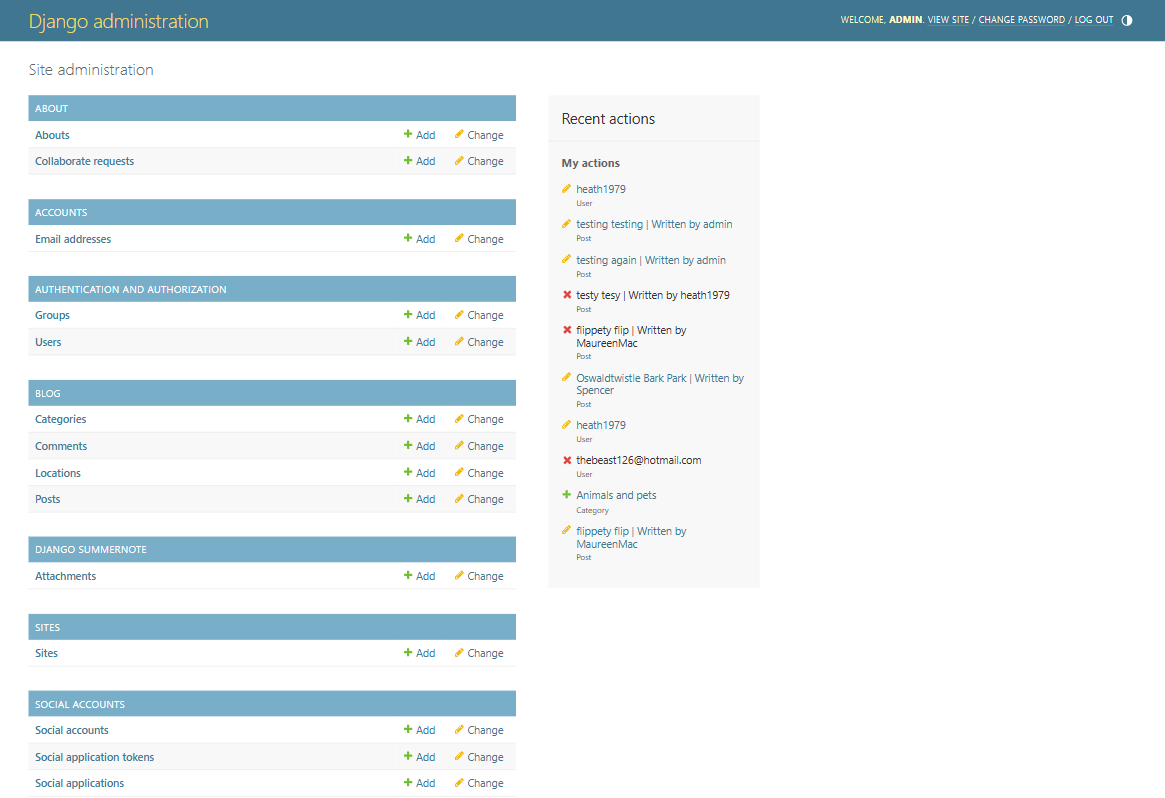 Django administration
WELCOME, ADMIN. VIEW SITE / CHANGE PASSWORD / LOG OUT
Site administration
ABOUT
Abouts Add Change
Collaborate requests Add Change
ACCOUNTS
Email addresses Add Change
AUTHENTICATION AND AUTHORIZATION
Groups Add Change
Users Add Change
BLOG
Categories Add Change
Comments Add Change
Locations Add Change
Posts Add Change
DJANGO SUMMERNOTE
Attachments Add Change
SITES
Sites Add Change
SOCIAL ACCOUNTS
Social accounts Add Change
Social application tokens Add Change
Social applications Add Change
Recent actions
My actions
heath1979
User
testing testing | Written by admin
Post
testing again | Written by admin
Post
testy tesy | Written by heath1979
Post
flippety flip | Written by
MaureenMac
Post
Oswaldtwistle Bark Park | Written by
Spencer
Post
heath1979
User
thebeast126@hotmail.com
User
Animals and pets
Category
flippety flip | Written by
MaureenMac
Post